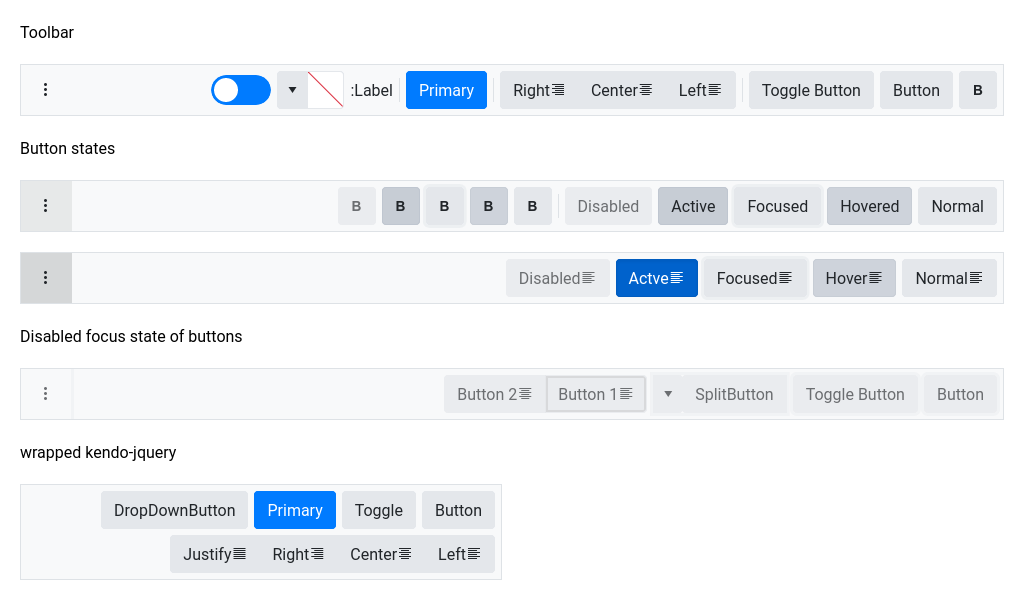 Toolbar
:Label Primary Right Center Left Toggle Button Button B
Button states
B B B B B Disabled Active Focused Hovered Normal
Disabled Actve Focused Hover Normal
Disabled focus state of buttons
Button 2 Button 1 SplitButton Toggle Button Button
wrapped kendo-jquery
DropDownButton Primary Toggle Button
Justify Right Center Left